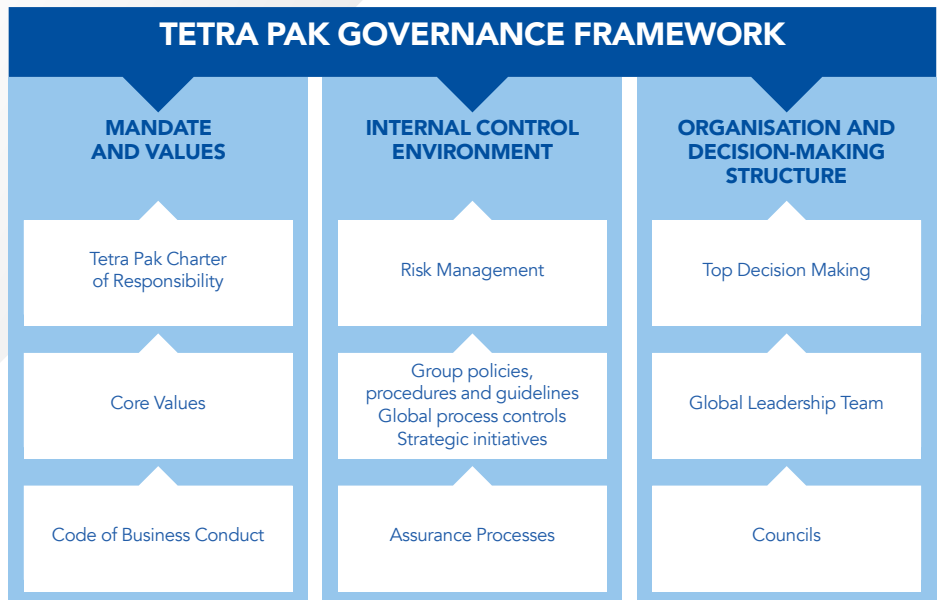 TETRA PAK GOVERNANCE FRAMEWORK
MANDATE
AND VALUES
Tetra Pak Charter
of Responsibility
Core Values
Code of Business Conduct
INTERNAL CONTROL
ENVIRONMENT
Risk Management
Group policies,
procedures and guidelines
Global process controls
Strategic initiatives
Assurance Processes
ORGANISATION AND
DECISION-MAKING
STRUCTURE
Top Decision Making
Global Leadership Team
Councils